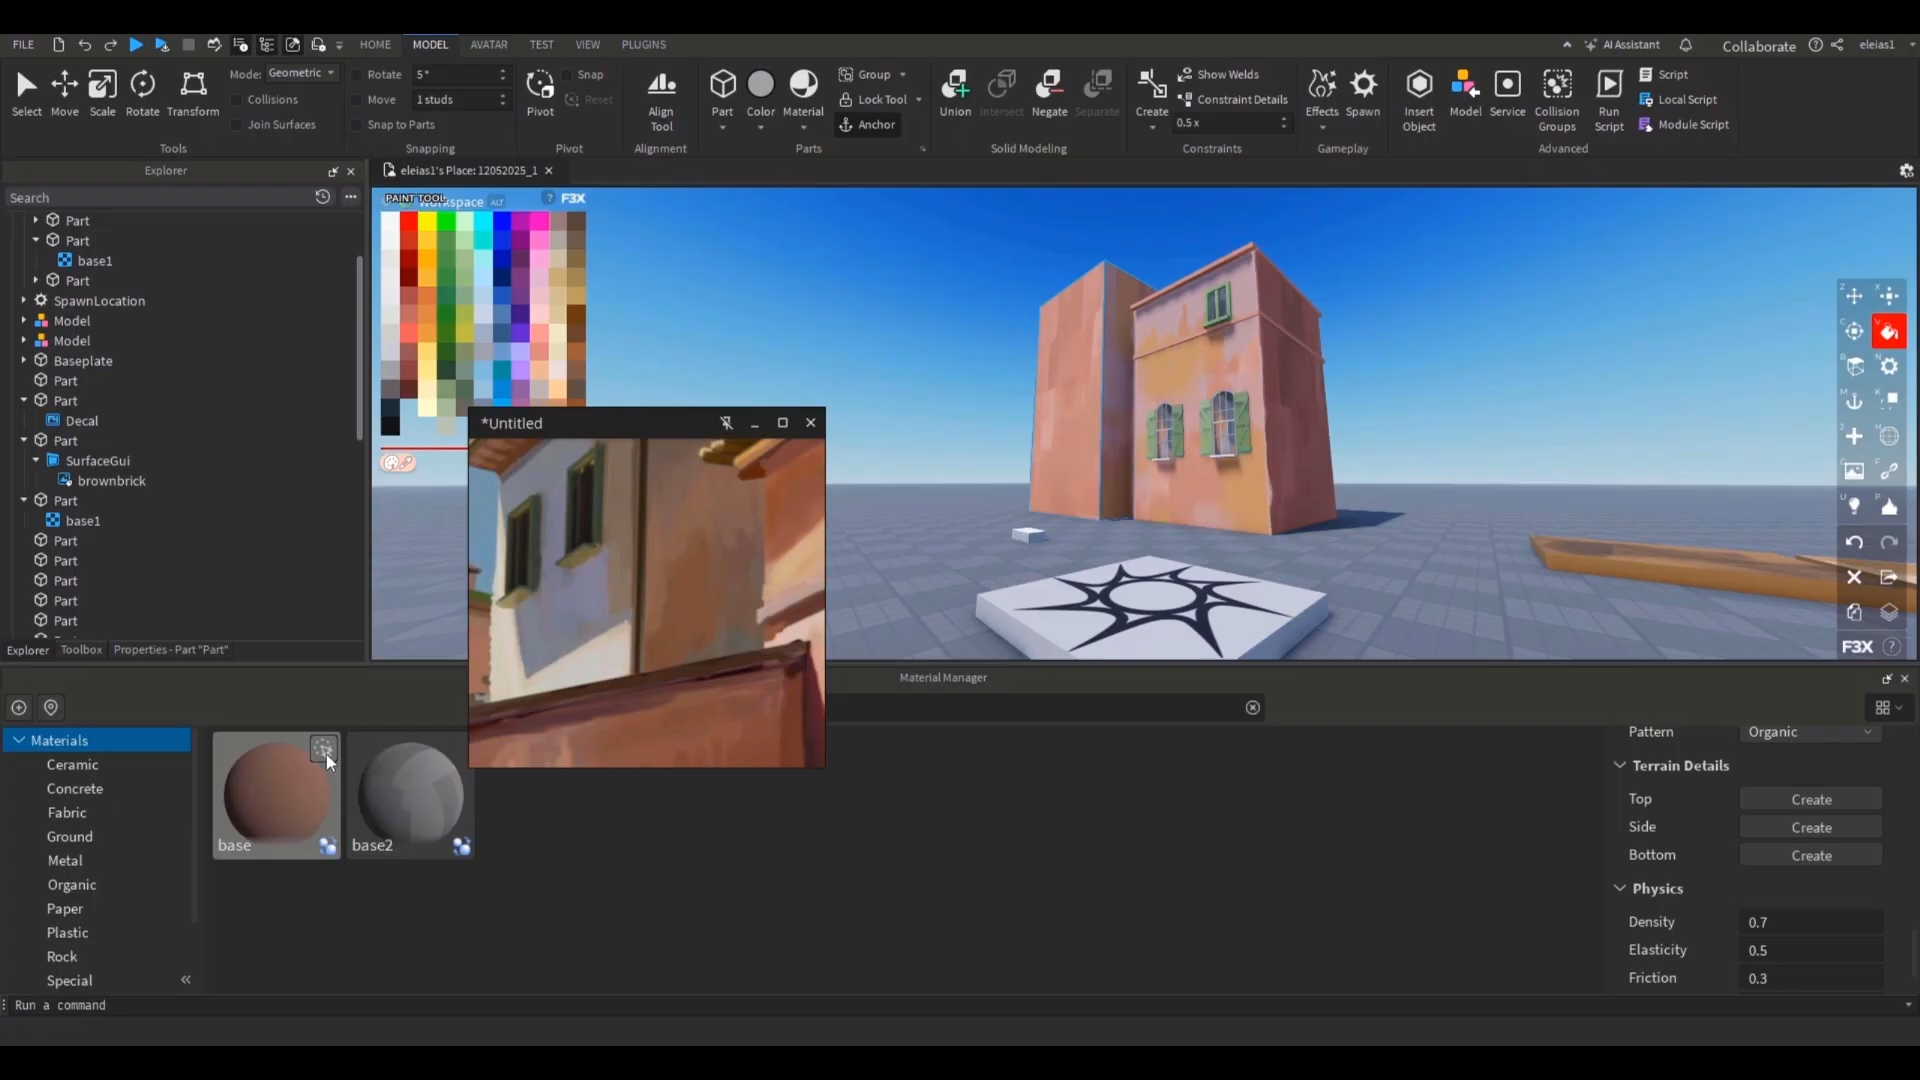 FILE HOME MODEL AVATAR TEST VIEW PLUGINS AI Assistant Collaborate eleias1
Mode: Geometric Rotate 5° Snap Group Show Welds Script
Collisions Move 1 studs Reset Lock Tool Constraint Details Local Script
Join Surfaces Snap to Parts Anchor 0.5 x Module Script
Select Move Scale Rotate Transform Pivot Align Tool Part Color Material Union Intersect Negate Separate Create Effects Spawn Insert Object Model Service Collision Groups Run Script
Tools Snapping Pivot Alignment Parts Solid Modeling Constraints Gameplay Advanced
Explorer
eleias1's Place: 12052025_1
Search
PAINT TOOL
Workspace ALT
? F3X
Part
Part
base1
Part
SpawnLocation
Model
Model
Baseplate
Part
Part
Decal
Part
SurfaceGui
brownbrick
Part
base1
Part
Part
Part
Part
Part
Explorer Toolbox Properties - Part "Part"
*Untitled
Z X
C V
B N
M K
J H
G F
U P
F3X ?
Material Manager
Materials
Ceramic
Concrete
Fabric
Ground
Metal
Organic
Paper
Plastic
Rock
Special
base
base2
Pattern Organic
Terrain Details
Top Create
Side Create
Bottom Create
Physics
Density 0.7
Elasticity 0.5
Friction 0.3
Run a command